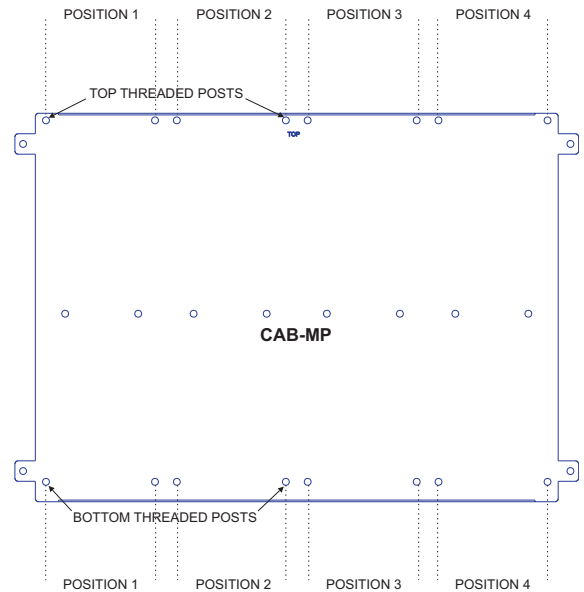 POSITION 1 POSITION 2 POSITION 3 POSITION 4
TOP THREADED POSTS
TOP
CAB-MP
BOTTOM THREADED POSTS
POSITION 1 POSITION 2 POSITION 3 POSITION 4